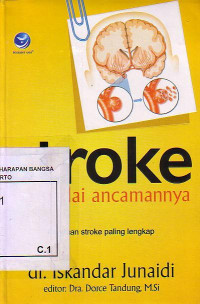 stroke
HARAPAN BANGSA
RTO
1
C.1
ai ancamannya
an stroke paling lengkap
dr. Iskandar Junaidi
editor: Dra. Dorce Tandung, M.Si